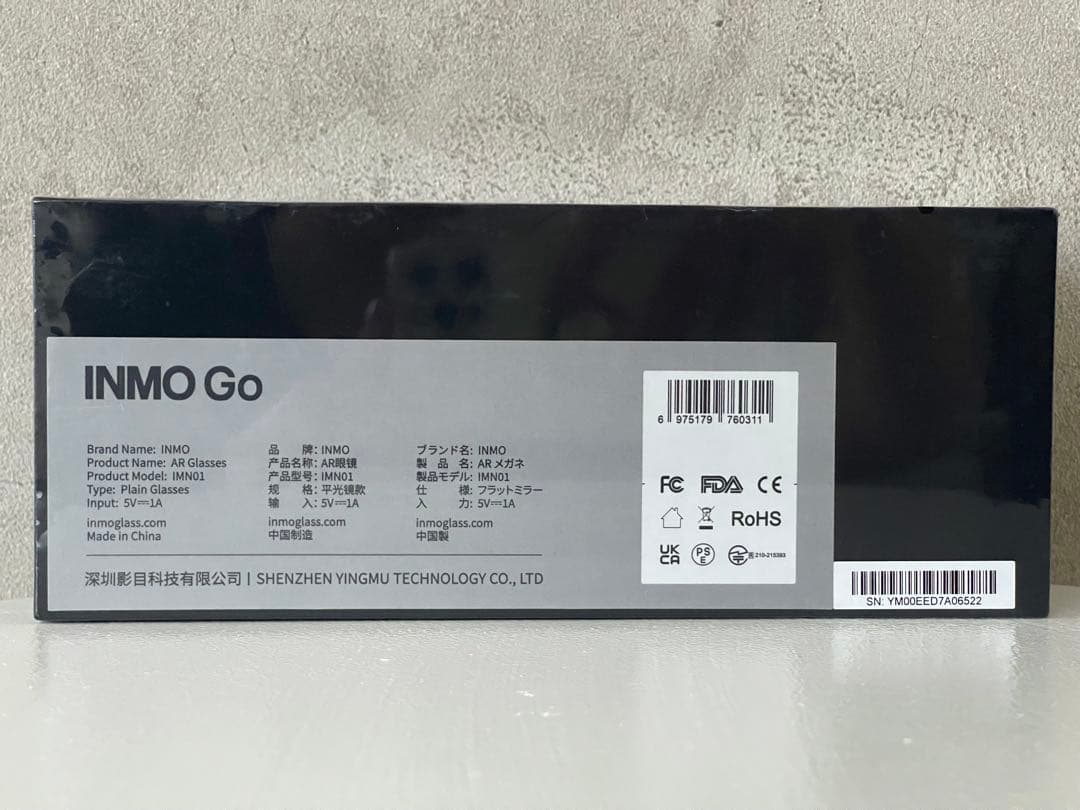 INMO Go
Brand Name: INMO
Product Name: AR Glasses
Product Model: IMN01
Type: Plain Glasses
Input: 5V⎓1A
inmoglass.com
Made in China
品 牌: INMO
产品名称: AR眼镜
产品型号: IMN01
规 格: 平光镜款
输 入: 5V⎓1A
inmoglass.com
中国制造
ブランド名: INMO
製 品 名: AR メガネ
製品モデル: IMN01
仕 様: フラットミラー
入 力: 5V⎓1A
inmoglass.com
中国製
深圳影目科技有限公司 | SHENZHEN YINGMU TECHNOLOGY CO., LTD
6 975179 760311
FC FDA CE
RoHS
UK CA PS E 210-215393
SN: YM00EED7A06522